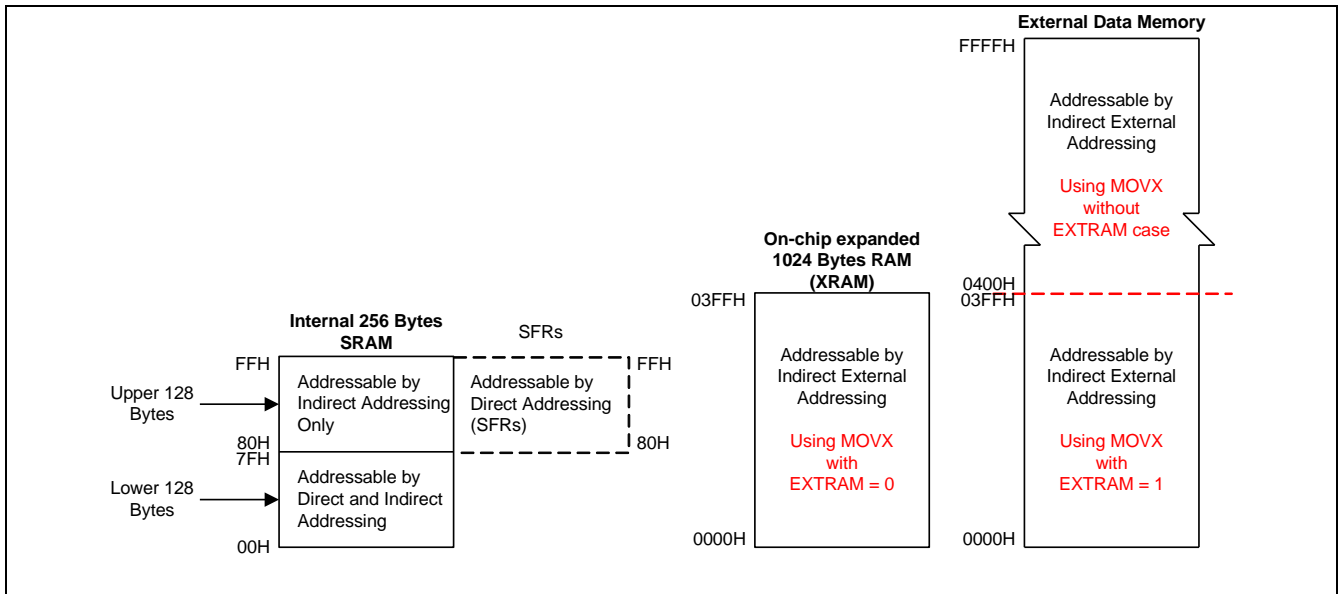 External Data Memory
FFFFH
Addressable by
Indirect External
Addressing
Using MOVX
without
EXTRAM case
0400H
03FFH
Addressable by
Indirect External
Addressing
Using MOVX
with
EXTRAM = 1
0000H
On-chip expanded
1024 Bytes RAM
(XRAM)
03FFH
Addressable by
Indirect External
Addressing
Using MOVX
with
EXTRAM = 0
0000H
Internal 256 Bytes
SRAM
SFRs
FFH
Addressable by
Indirect Addressing
Only
Addressable by
Direct Addressing
(SFRs)
FFH
80H
Upper 128
Bytes
80H
7FH
Addressable by
Direct and Indirect
Addressing
Lower 128
Bytes
00H